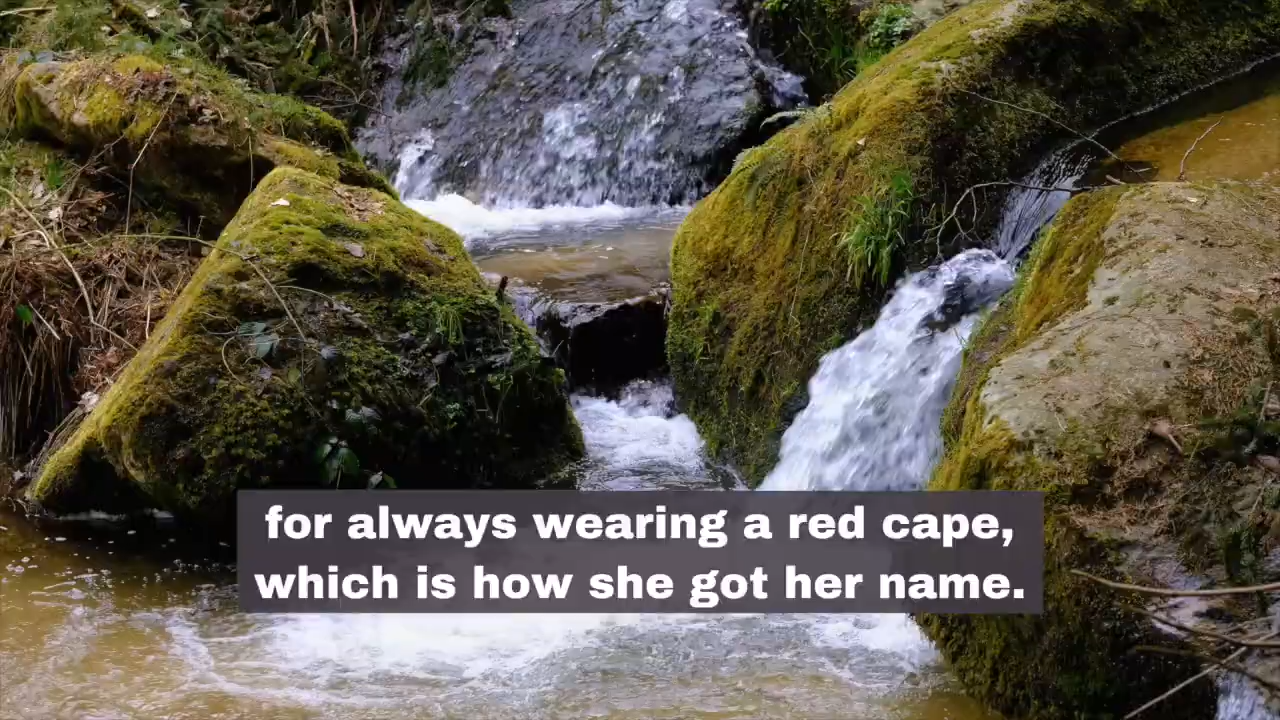 for always wearing a red cape,
which is how she got her name.